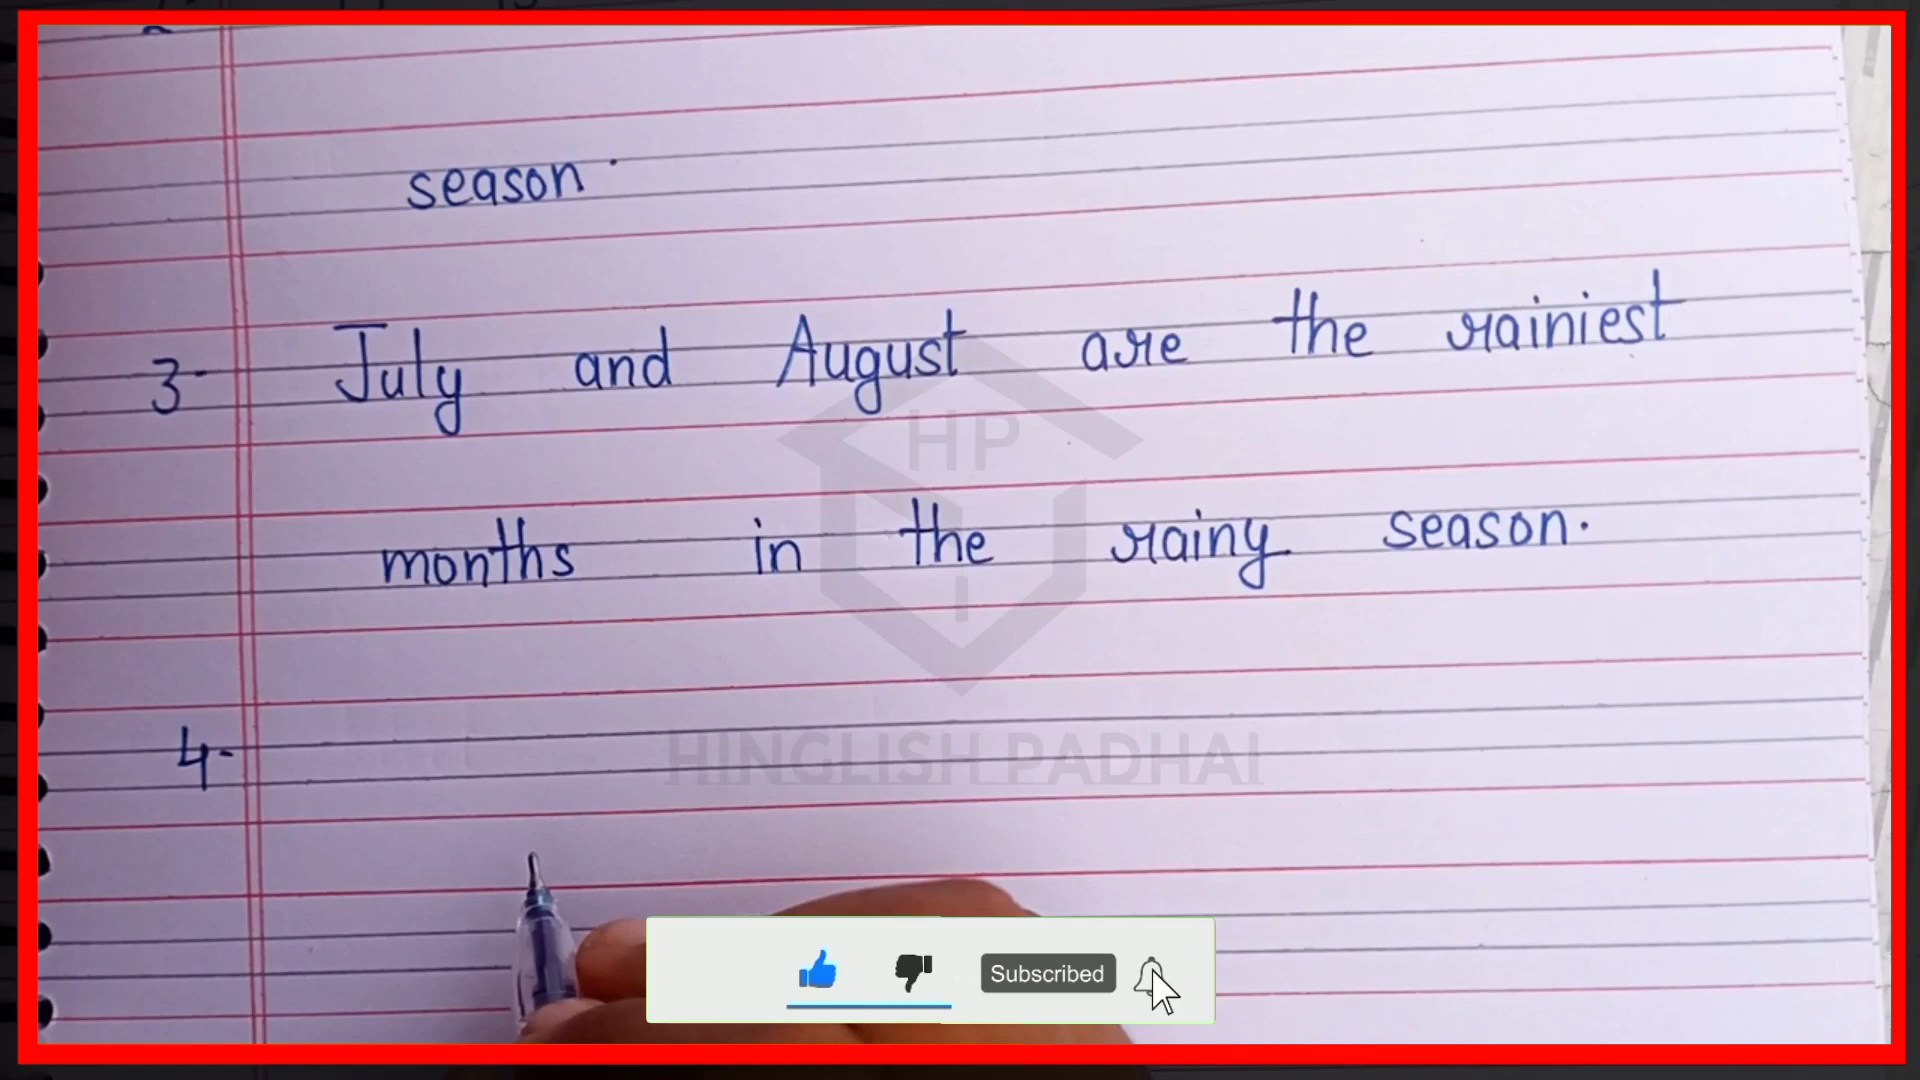 season.
3- July and August are the rainiest
HP
months in the rainy season.
I
4-
HINGLISH PADHAI
Subscribed